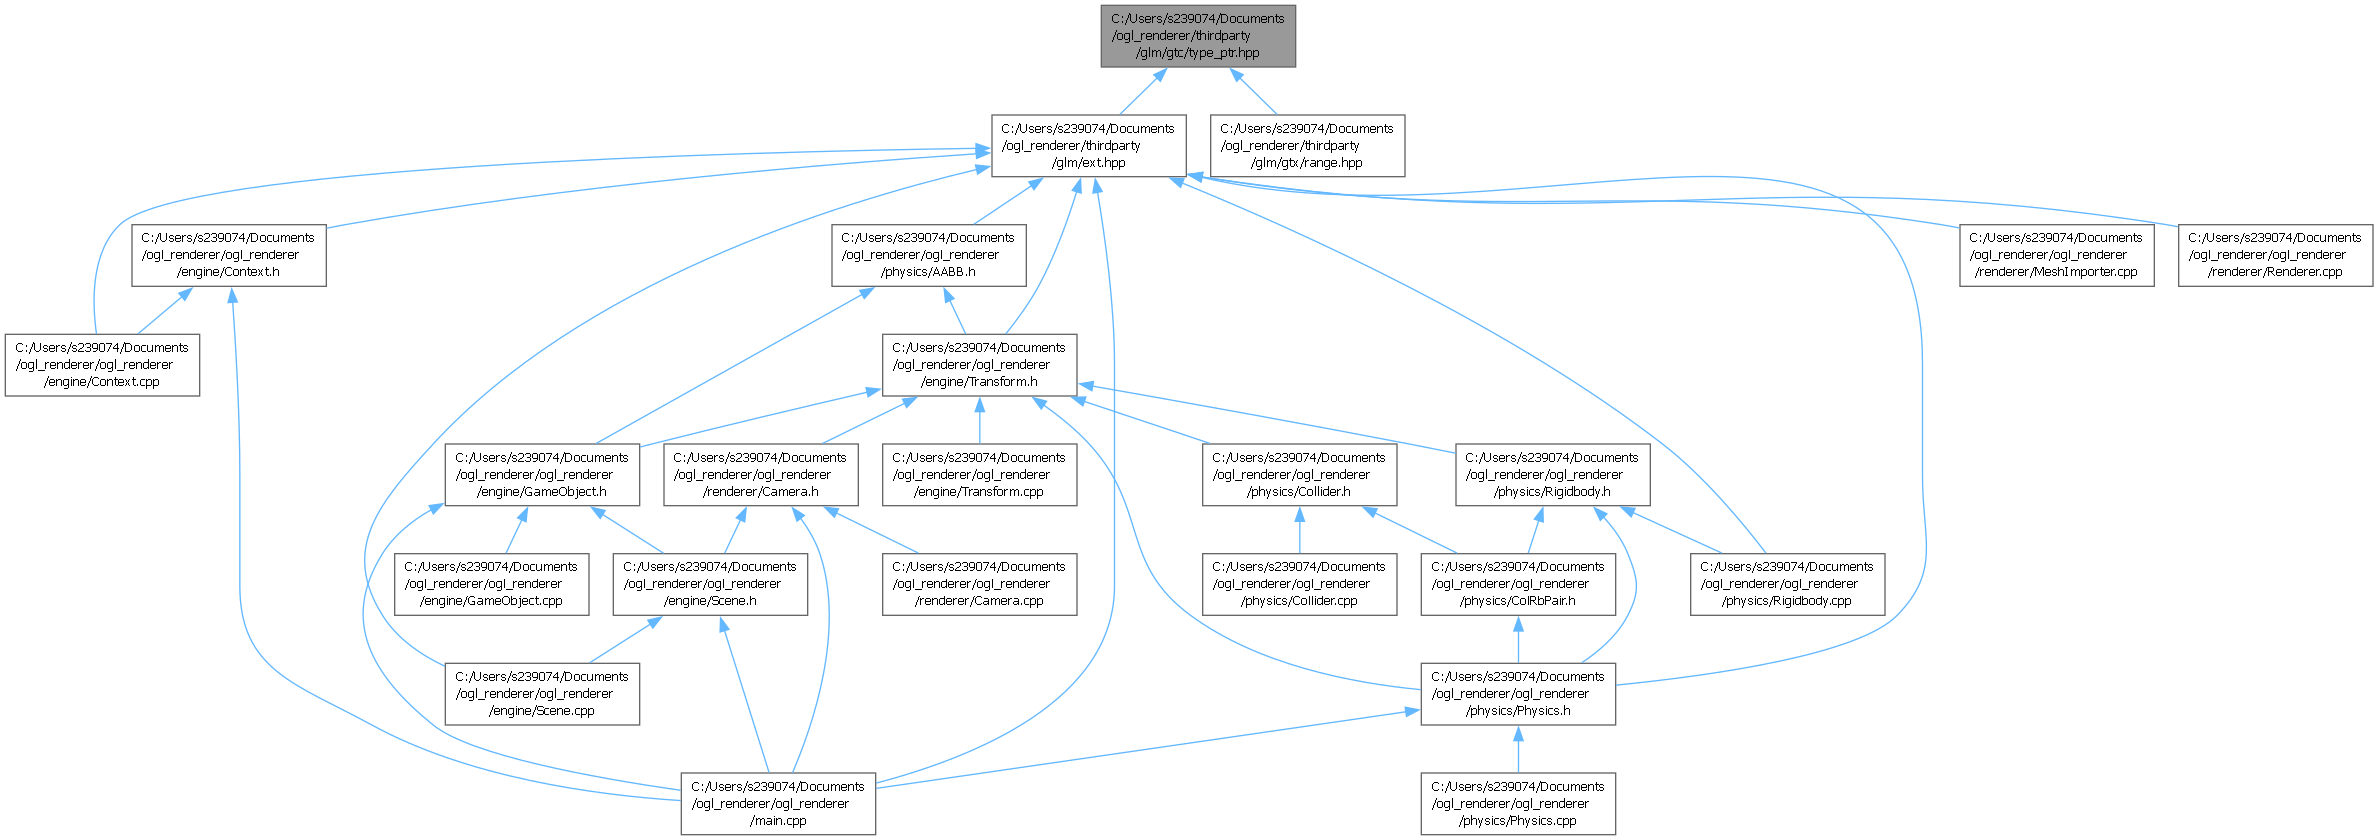 C:/Users/s239074/Documents
/ogl_renderer/thirdparty
/glm/gtc/type_ptr.hpp
C:/Users/s239074/Documents
/ogl_renderer/thirdparty
/glm/ext.hpp
C:/Users/s239074/Documents
/ogl_renderer/thirdparty
/glm/gtx/range.hpp
C:/Users/s239074/Documents
/ogl_renderer/ogl_renderer
/engine/Context.h
C:/Users/s239074/Documents
/ogl_renderer/ogl_renderer
/physics/AABB.h
C:/Users/s239074/Documents
/ogl_renderer/ogl_renderer
/renderer/MeshImporter.cpp
C:/Users/s239074/Documents
/ogl_renderer/ogl_renderer
/renderer/Renderer.cpp
C:/Users/s239074/Documents
/ogl_renderer/ogl_renderer
/engine/Context.cpp
C:/Users/s239074/Documents
/ogl_renderer/ogl_renderer
/engine/Transform.h
C:/Users/s239074/Documents
/ogl_renderer/ogl_renderer
/engine/GameObject.h
C:/Users/s239074/Documents
/ogl_renderer/ogl_renderer
/renderer/Camera.h
C:/Users/s239074/Documents
/ogl_renderer/ogl_renderer
/engine/Transform.cpp
C:/Users/s239074/Documents
/ogl_renderer/ogl_renderer
/physics/Collider.h
C:/Users/s239074/Documents
/ogl_renderer/ogl_renderer
/physics/Rigidbody.h
C:/Users/s239074/Documents
/ogl_renderer/ogl_renderer
/engine/GameObject.cpp
C:/Users/s239074/Documents
/ogl_renderer/ogl_renderer
/engine/Scene.h
C:/Users/s239074/Documents
/ogl_renderer/ogl_renderer
/renderer/Camera.cpp
C:/Users/s239074/Documents
/ogl_renderer/ogl_renderer
/physics/Collider.cpp
C:/Users/s239074/Documents
/ogl_renderer/ogl_renderer
/physics/ColRbPair.h
C:/Users/s239074/Documents
/ogl_renderer/ogl_renderer
/physics/Rigidbody.cpp
C:/Users/s239074/Documents
/ogl_renderer/ogl_renderer
/engine/Scene.cpp
C:/Users/s239074/Documents
/ogl_renderer/ogl_renderer
/physics/Physics.h
C:/Users/s239074/Documents
/ogl_renderer/ogl_renderer
/main.cpp
C:/Users/s239074/Documents
/ogl_renderer/ogl_renderer
/physics/Physics.cpp